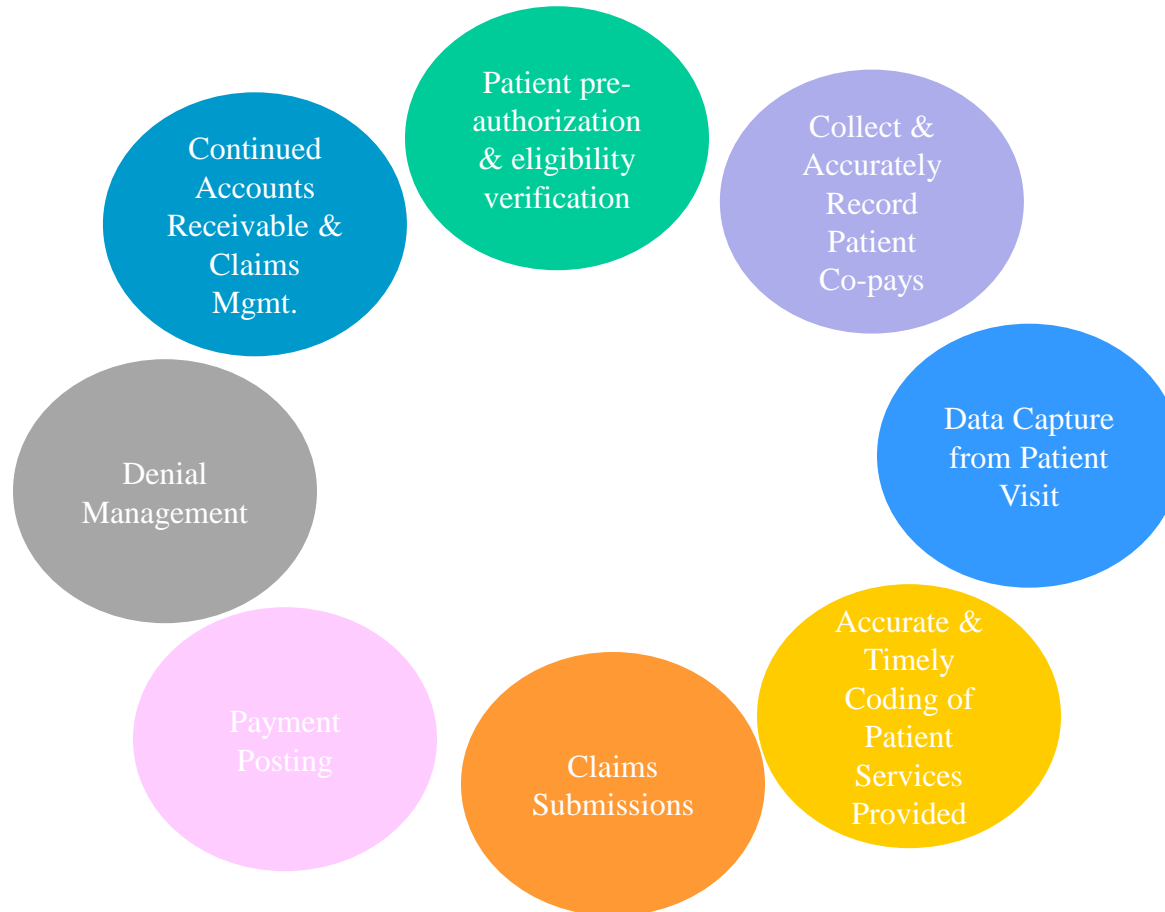 Patient pre-
authorization
& eligibility
verification
Collect &
Accurately
Record
Patient
Co-pays
Data Capture
from Patient
Visit
Accurate &
Timely
Coding of
Patient
Services
Provided
Claims
Submissions
Payment
Posting
Denial
Management
Continued
Accounts
Receivable &
Claims
Mgmt.